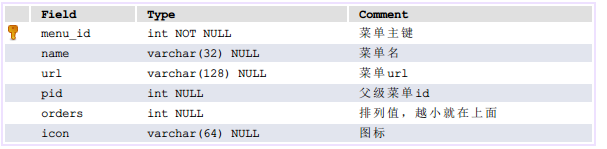 Field Type Comment
menu_id int NOT NULL 菜单主键
name varchar(32) NULL 菜单名
url varchar(128) NULL 菜单url
pid int NULL 父级菜单id
orders int NULL 排列值，越小就在上面
icon varchar(64) NULL 图标